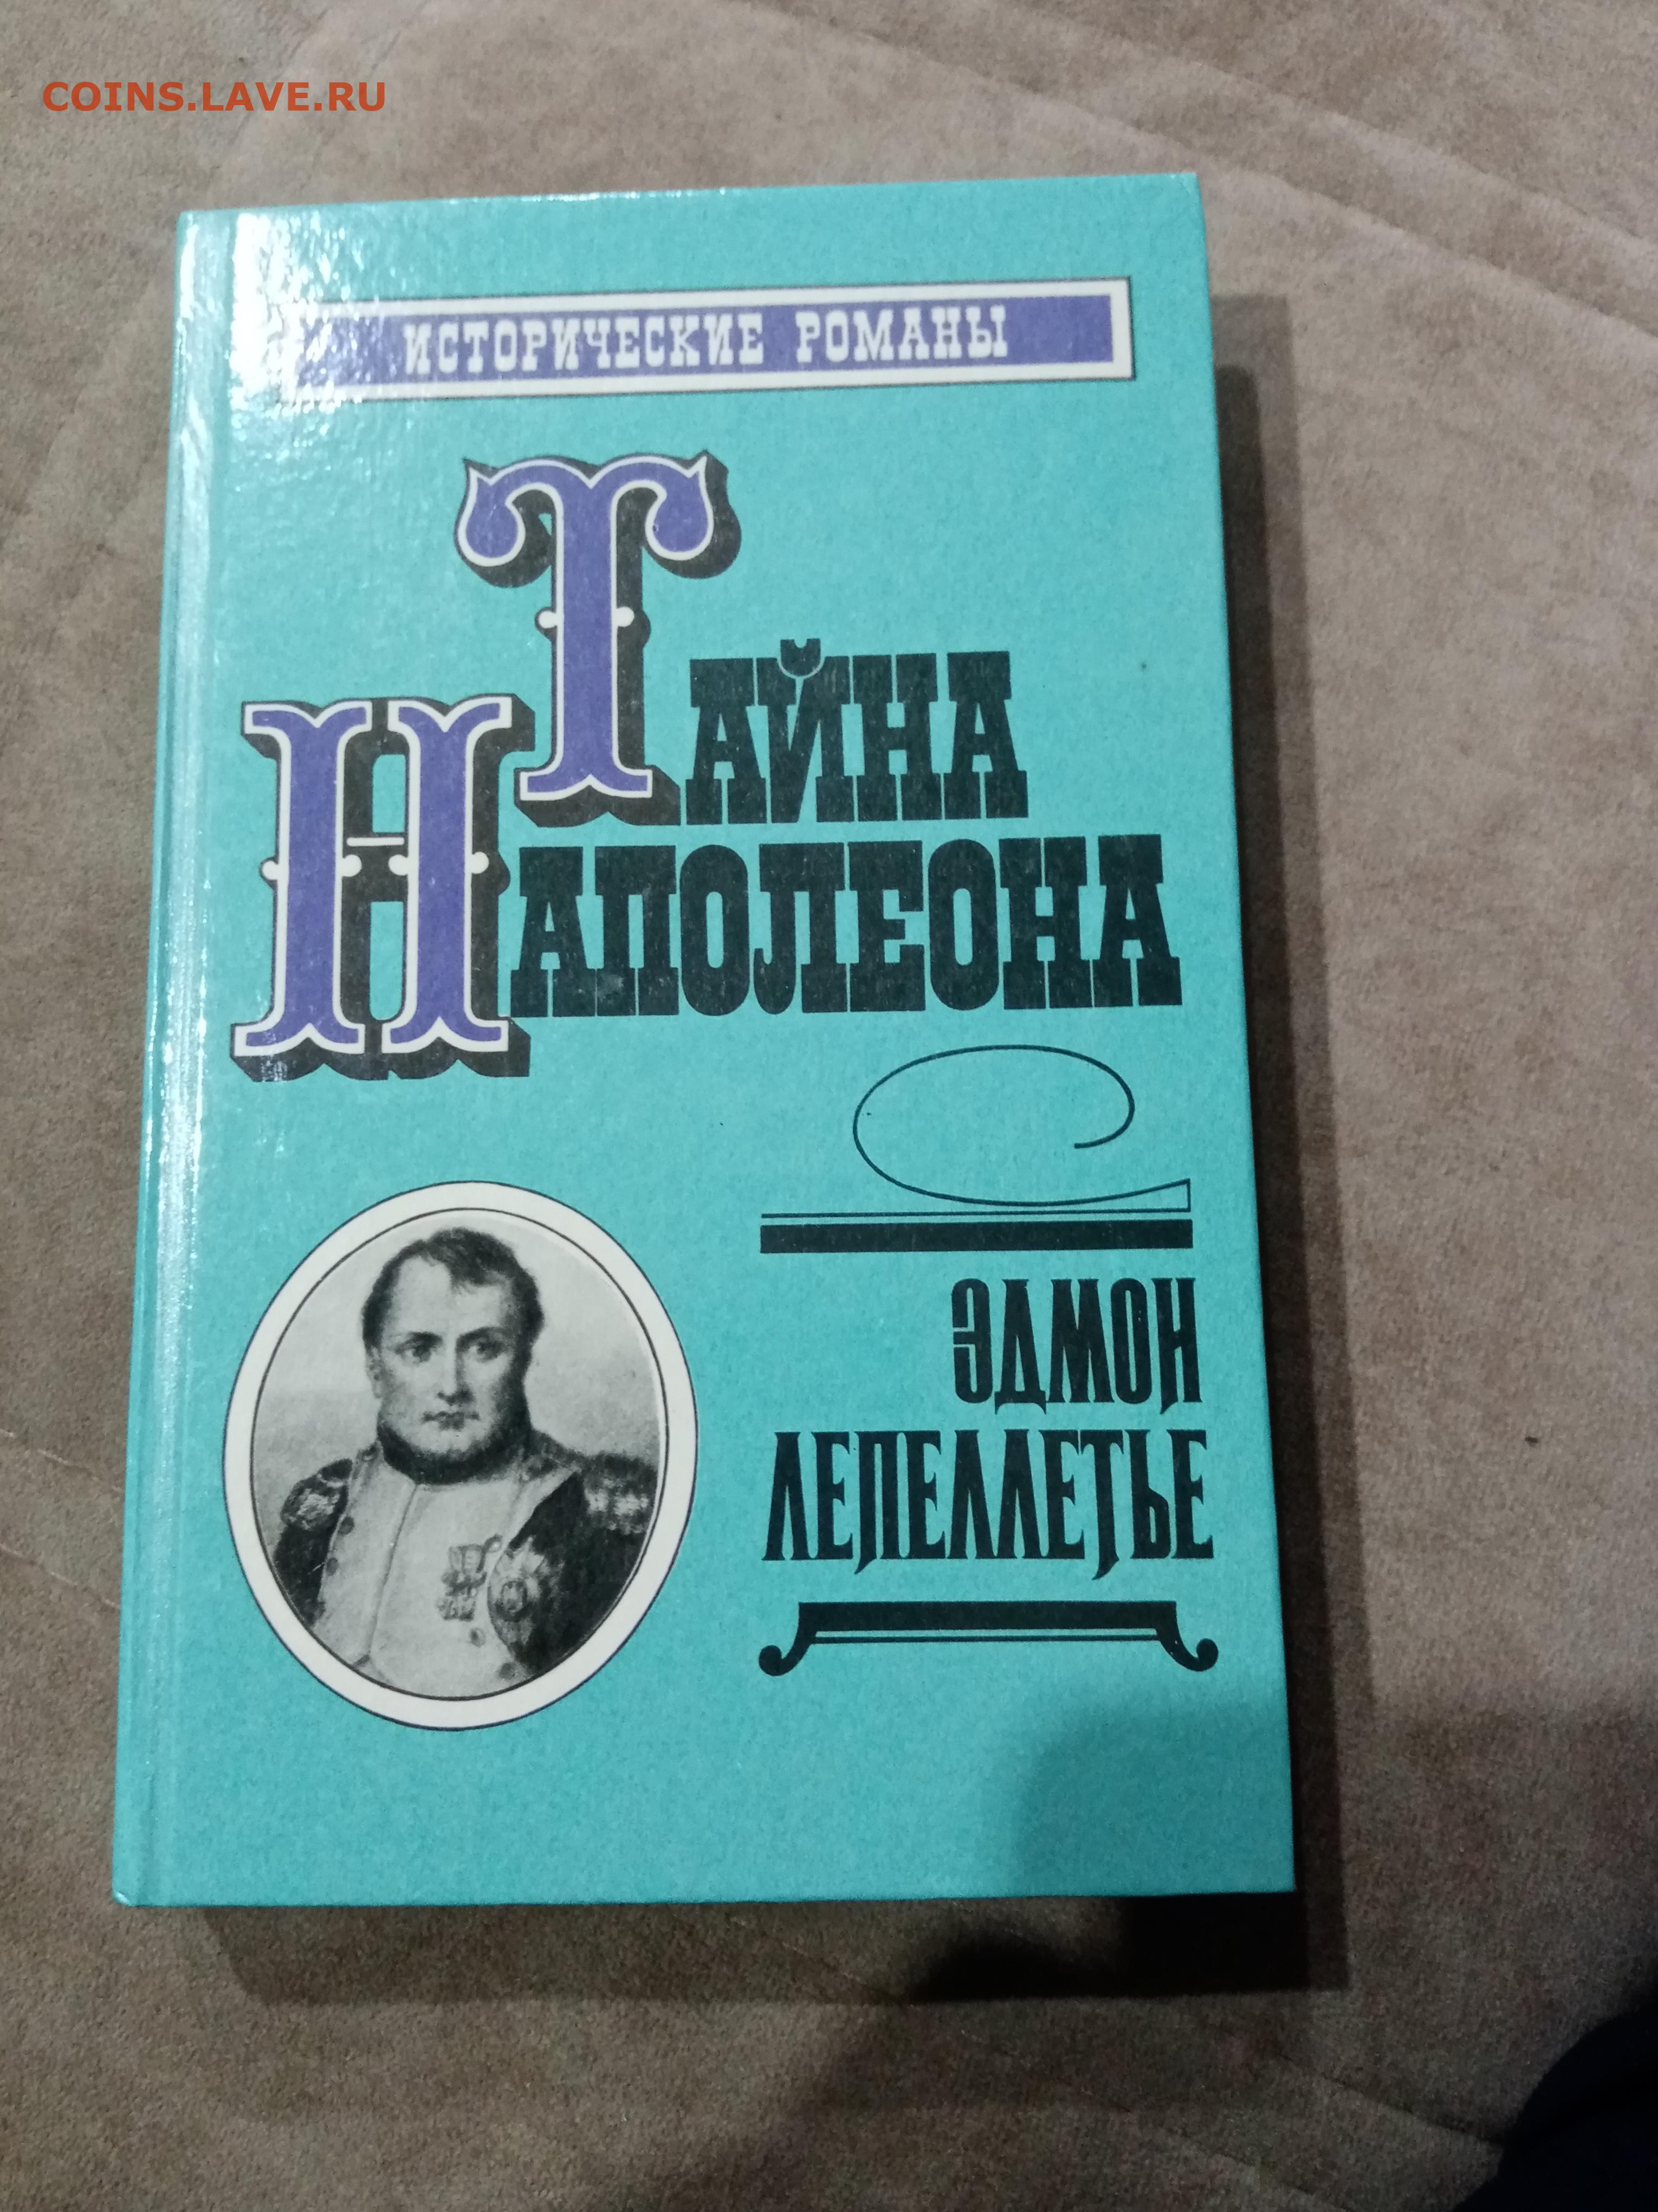 COINS.LAVE.RU
ИСТОРИЧЕСКИЕ РОМАНЫ
ТАЙНА
НАПОЛЕОНА
ЭДМОН
ЛЕПЕЛЛЕТЬЕ